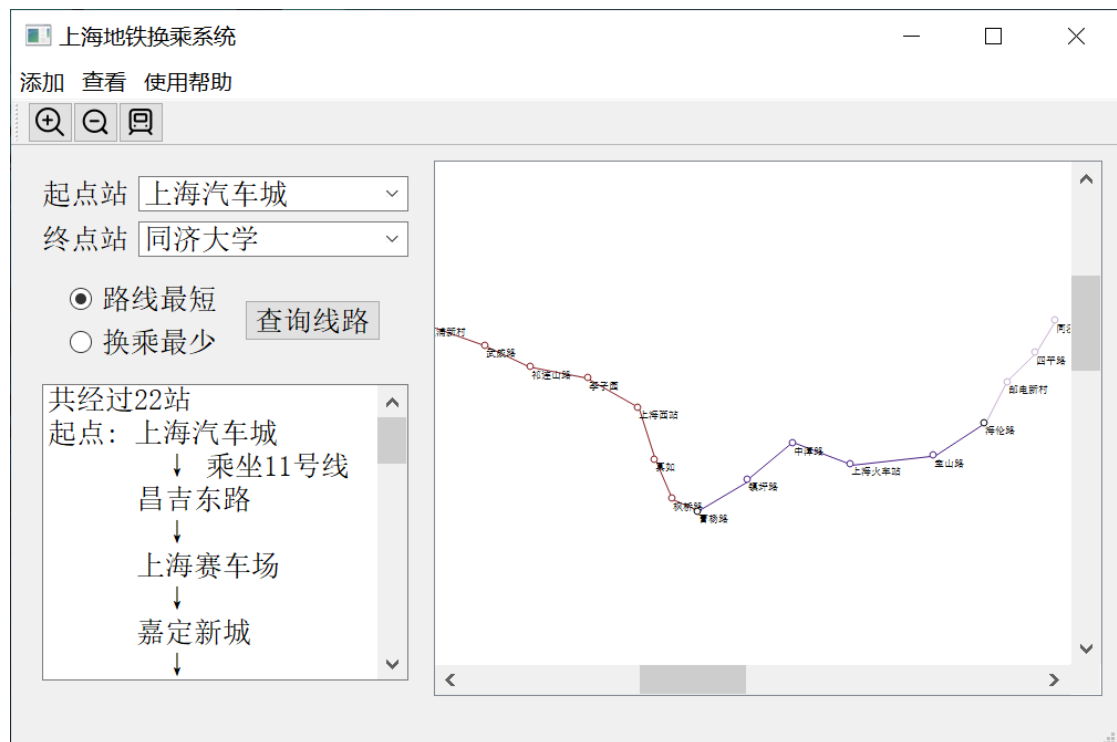 上海地铁换乘系统
添加 查看 使用帮助
起点站 上海汽车城
终点站 同济大学
路线最短
换乘最少
查询线路
共经过22站
起点: 上海汽车城
↓ 乘坐11号线
昌吉东路
↓
上海赛车场
↓
嘉定新城
↓
浦新村
武威路
祁连山路
李子园
上海西站
真如
枫桥路
曹杨路
镇坪路
中潭路
上海火车站
宝山路
海伦路
邮电新村
四平路